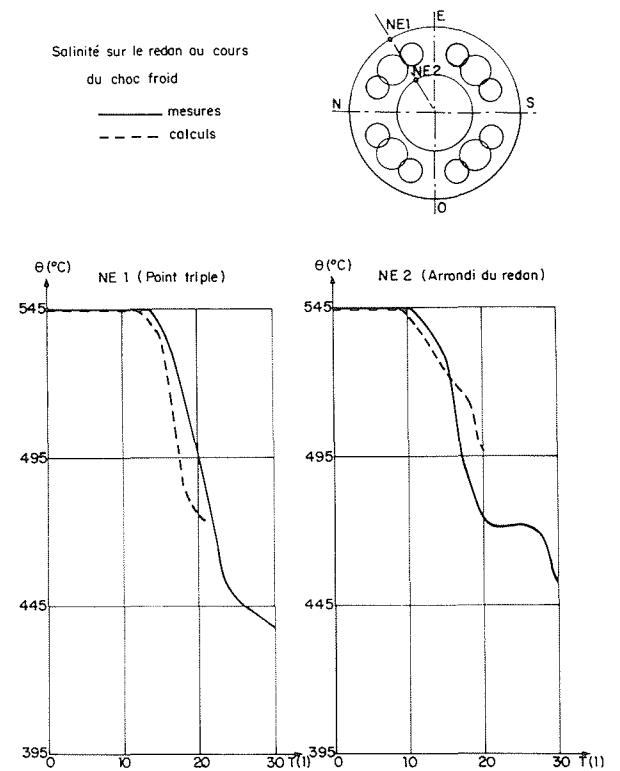 Salinité sur le redan au cours
du choc froid
mesures
calculs
E
NE1
NE2
N
S
O
θ (°C)
NE 1 (Point triple)
545
495
445
395
0
10
20
30
T(1)
θ (°C)
NE 2 (Arrondi du redan)
545
495
445
395
0
10
20
30
T(1)